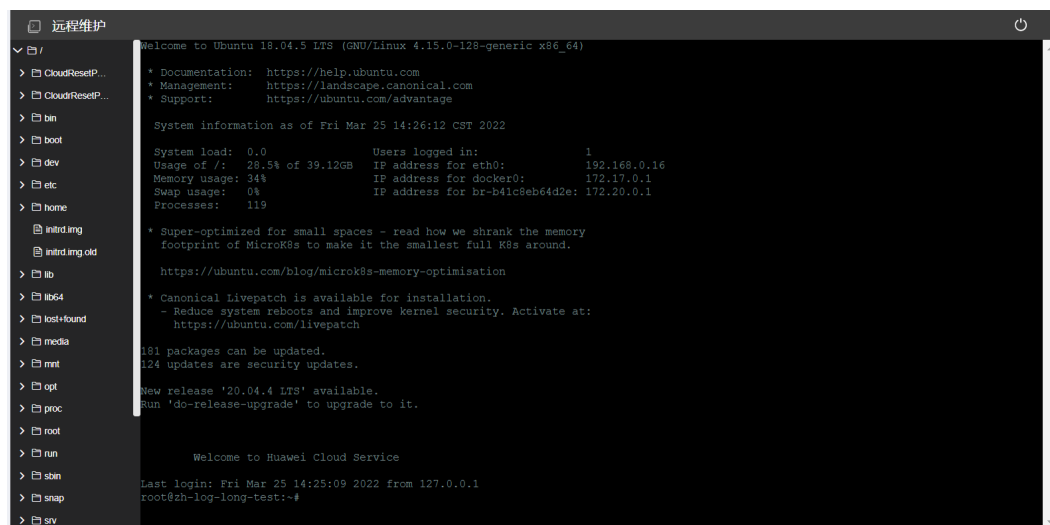 远程维护
/
CloudResetP...
CloudrResetP...
bin
boot
dev
etc
home
initrd.img
initrd.img.old
lib
lib64
lost+found
media
mnt
opt
proc
root
run
sbin
snap
srv
Welcome to Ubuntu 18.04.5 LTS (GNU/Linux 4.15.0-128-generic x86_64)
* Documentation:  https://help.ubuntu.com
* Management:     https://landscape.canonical.com
* Support:        https://ubuntu.com/advantage
System information as of Fri Mar 25 14:26:12 CST 2022
System load:  0.0                Users logged in:                1
Usage of /:   28.5% of 39.12GB   IP address for eth0:            192.168.0.16
Memory usage: 34%                IP address for docker0:         172.17.0.1
Swap usage:   0%                 IP address for br-b41c8eb64d2e: 172.20.0.1
Processes:    119
* Super-optimized for small spaces - read how we shrank the memory
footprint of MicroK8s to make it the smallest full K8s around.
https://ubuntu.com/blog/microk8s-memory-optimisation
* Canonical Livepatch is available for installation.
- Reduce system reboots and improve kernel security. Activate at:
https://ubuntu.com/livepatch
181 packages can be updated.
124 updates are security updates.
New release '20.04.4 LTS' available.
Run 'do-release-upgrade' to upgrade to it.
Welcome to Huawei Cloud Service
Last login: Fri Mar 25 14:25:09 2022 from 127.0.0.1
root@zh-log-long-test:~#